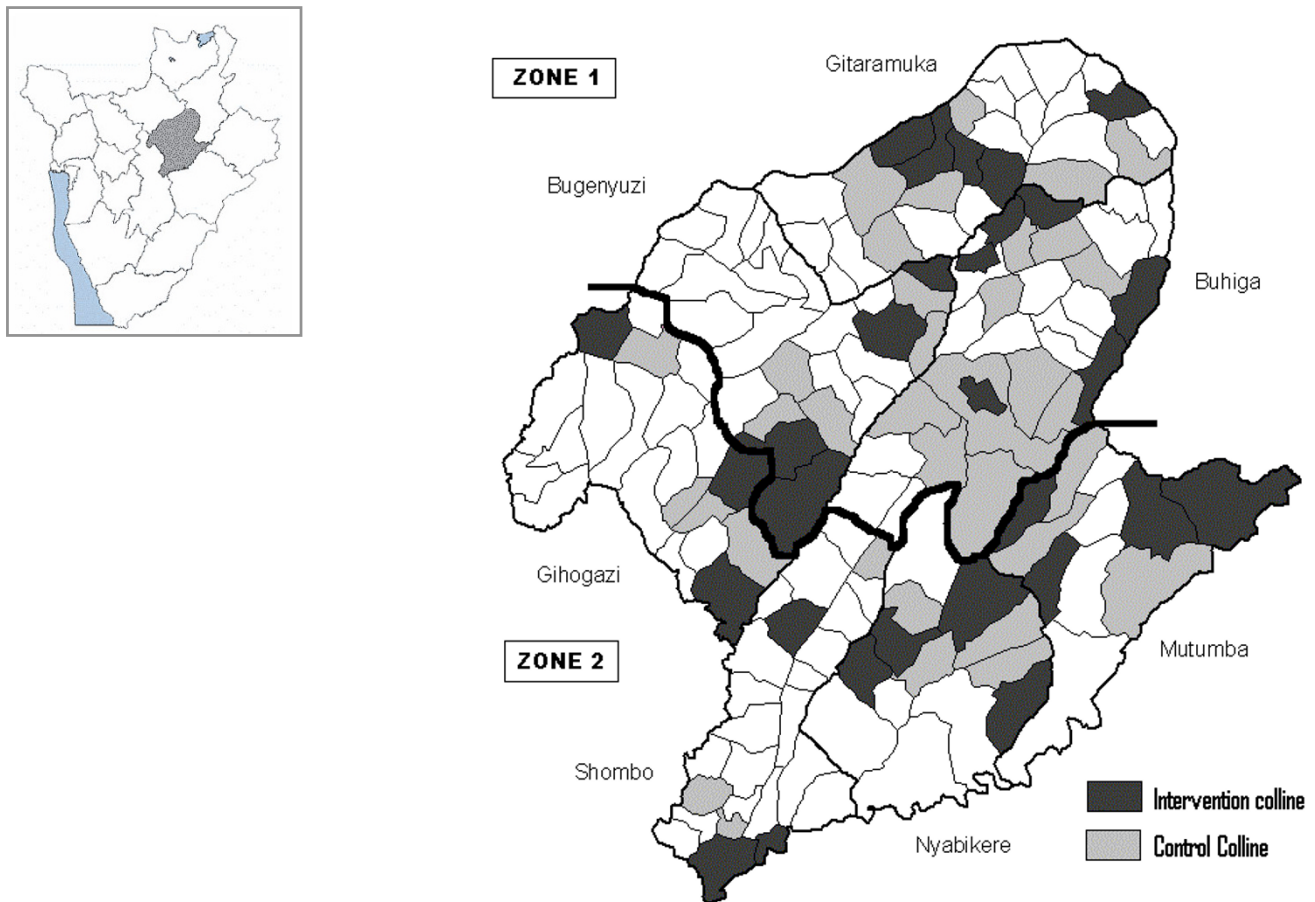 ZONE 1
Gitaramuka
Bugenyuzi
Buhiga
Gihogazi
ZONE 2
Mutumba
Shombo
Nyabikere
Intervention colline
Control Colline